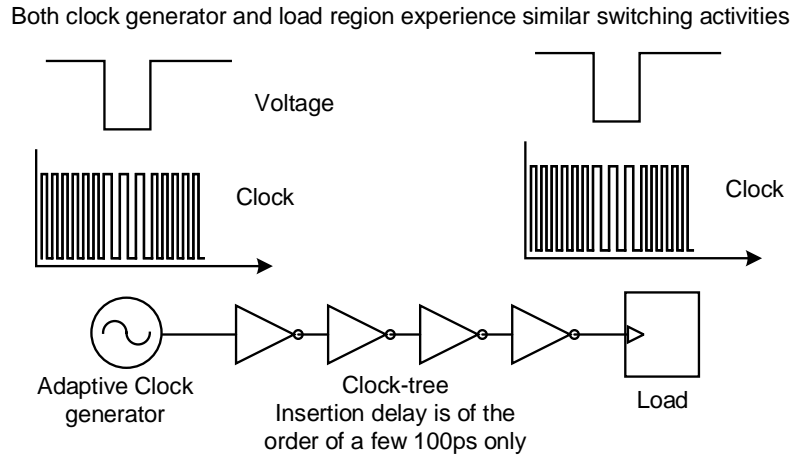 Both clock generator and load region experience similar switching activities
Voltage
Clock
Clock
Adaptive Clock
generator
Clock-tree
Insertion delay is of the
order of a few 100ps only
Load